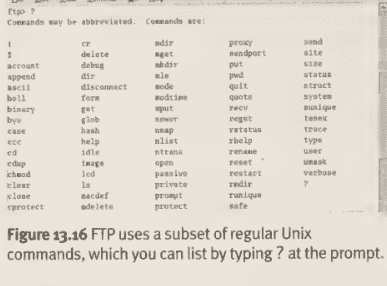 ftp> ?
Commands may be abbreviated. Commands are:
! cr mdir proxy send
$ delete mget sendport site
account debug mkdir put size
append dir mls pwd status
ascii disconnect mode quit struct
bell form modtime quote system
binary get mput recv sunique
bye glob newer reget tenex
case hash nmap rstatus trace
ccc help nlist rhelp type
cd idle ntrans rename user
cdup image open reset umask
chmod lcd passive restart verbose
clear ls private rmdir ?
close macdef prompt runique
cprotect mdelete protect safe
Figure 13.16 FTP uses a subset of regular Unix
commands, which you can list by typing ? at the prompt.